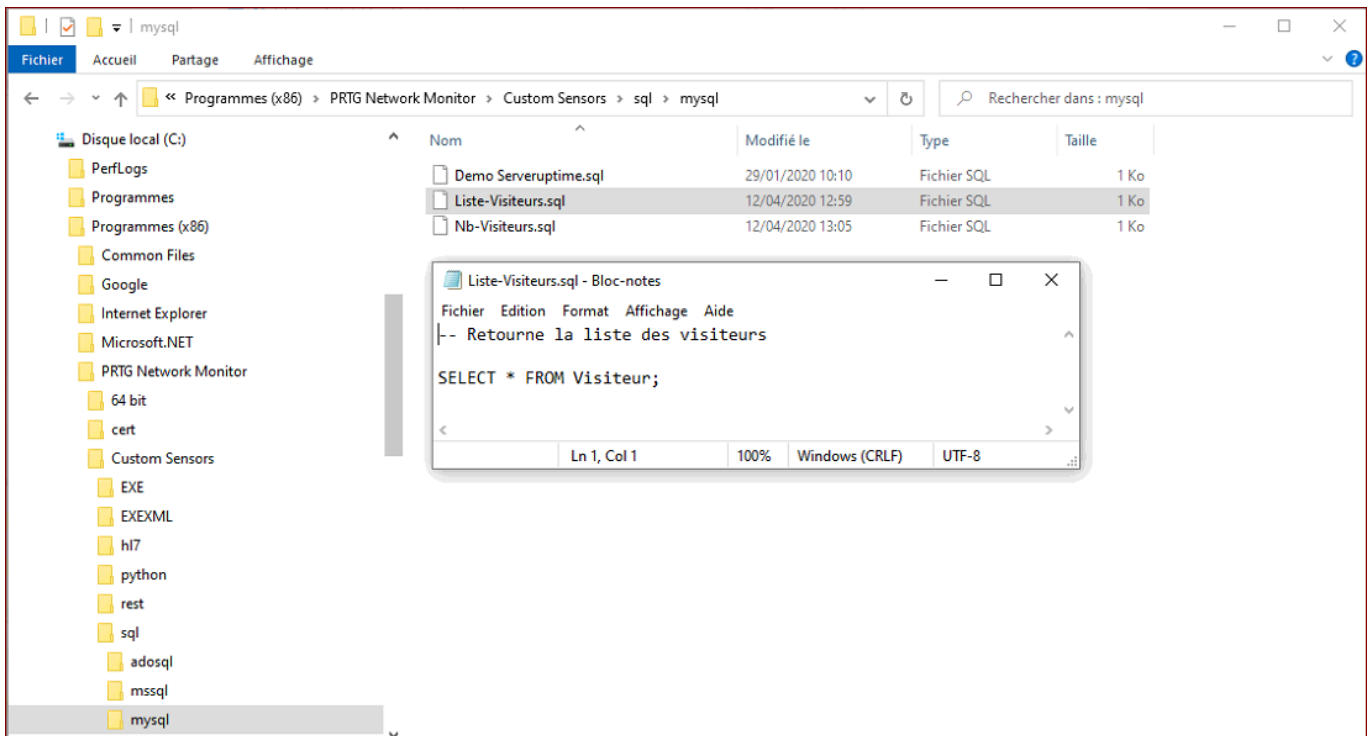 mysql
Fichier Accueil Partage Affichage
« Programmes (x86) > PRTG Network Monitor > Custom Sensors > sql > mysql
Rechercher dans : mysql
Disque local (C:)
PerfLogs
Programmes
Programmes (x86)
Common Files
Google
Internet Explorer
Microsoft.NET
PRTG Network Monitor
64 bit
cert
Custom Sensors
EXE
EXEXML
hl7
python
rest
sql
adosql
mssql
mysql
Nom Modifié le Type Taille
Demo Serveruptime.sql 29/01/2020 10:10 Fichier SQL 1 Ko
Liste-Visiteurs.sql 12/04/2020 12:59 Fichier SQL 1 Ko
Nb-Visiteurs.sql 12/04/2020 13:05 Fichier SQL 1 Ko
Liste-Visiteurs.sql - Bloc-notes
Fichier Edition Format Affichage Aide
-- Retourne la liste des visiteurs
SELECT * FROM Visiteur;
Ln 1, Col 1 100% Windows (CRLF) UTF-8